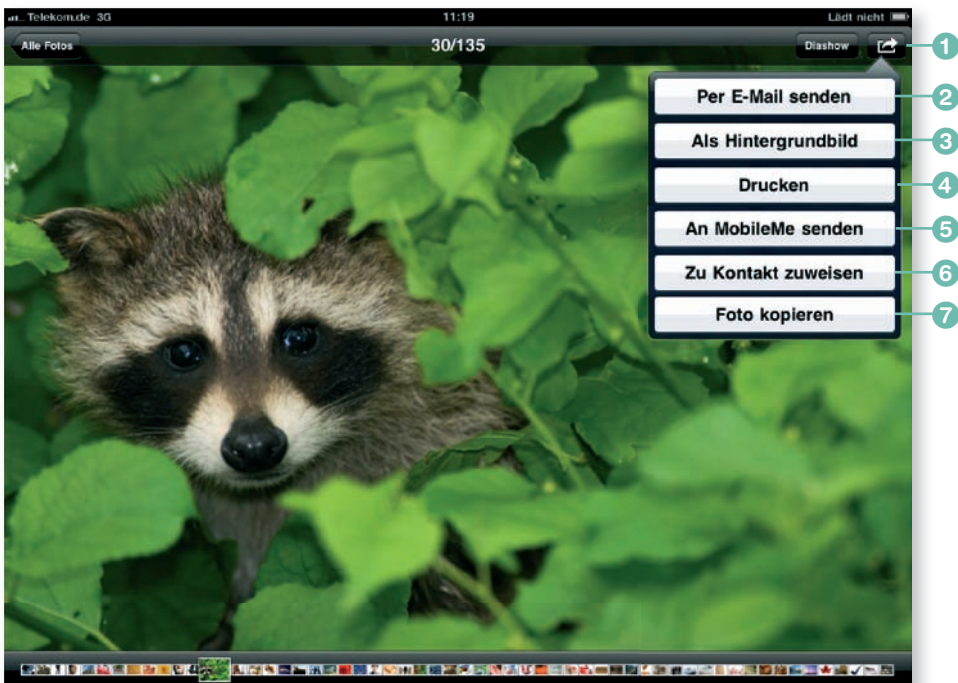 Telekom.de 3G 11:19 Lädt nicht
Alle Fotos 30/135 Diashow 1
Per E-Mail senden 2
Als Hintergrundbild 3
Drucken 4
An MobileMe senden 5
Zu Kontakt zuweisen 6
Foto kopieren 7